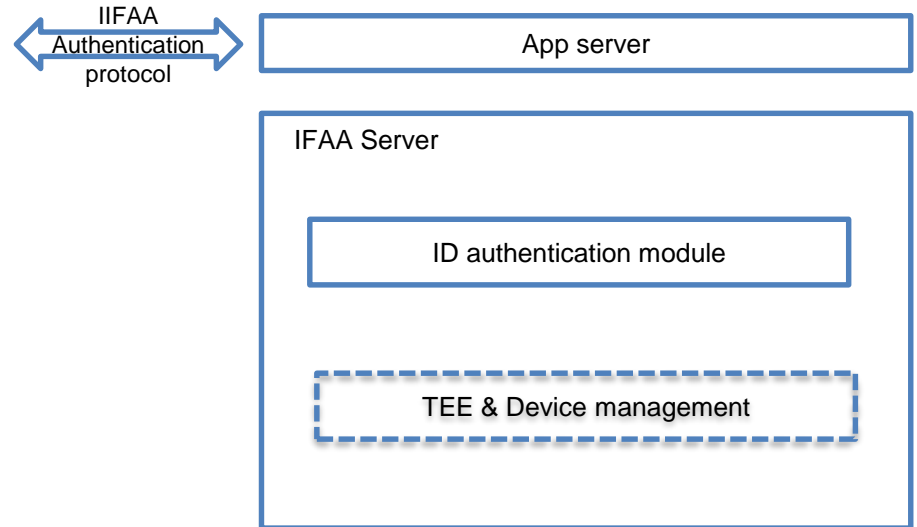 IIFAA
Authentication
protocol
App server
IFAA Server
ID authentication module
TEE & Device management